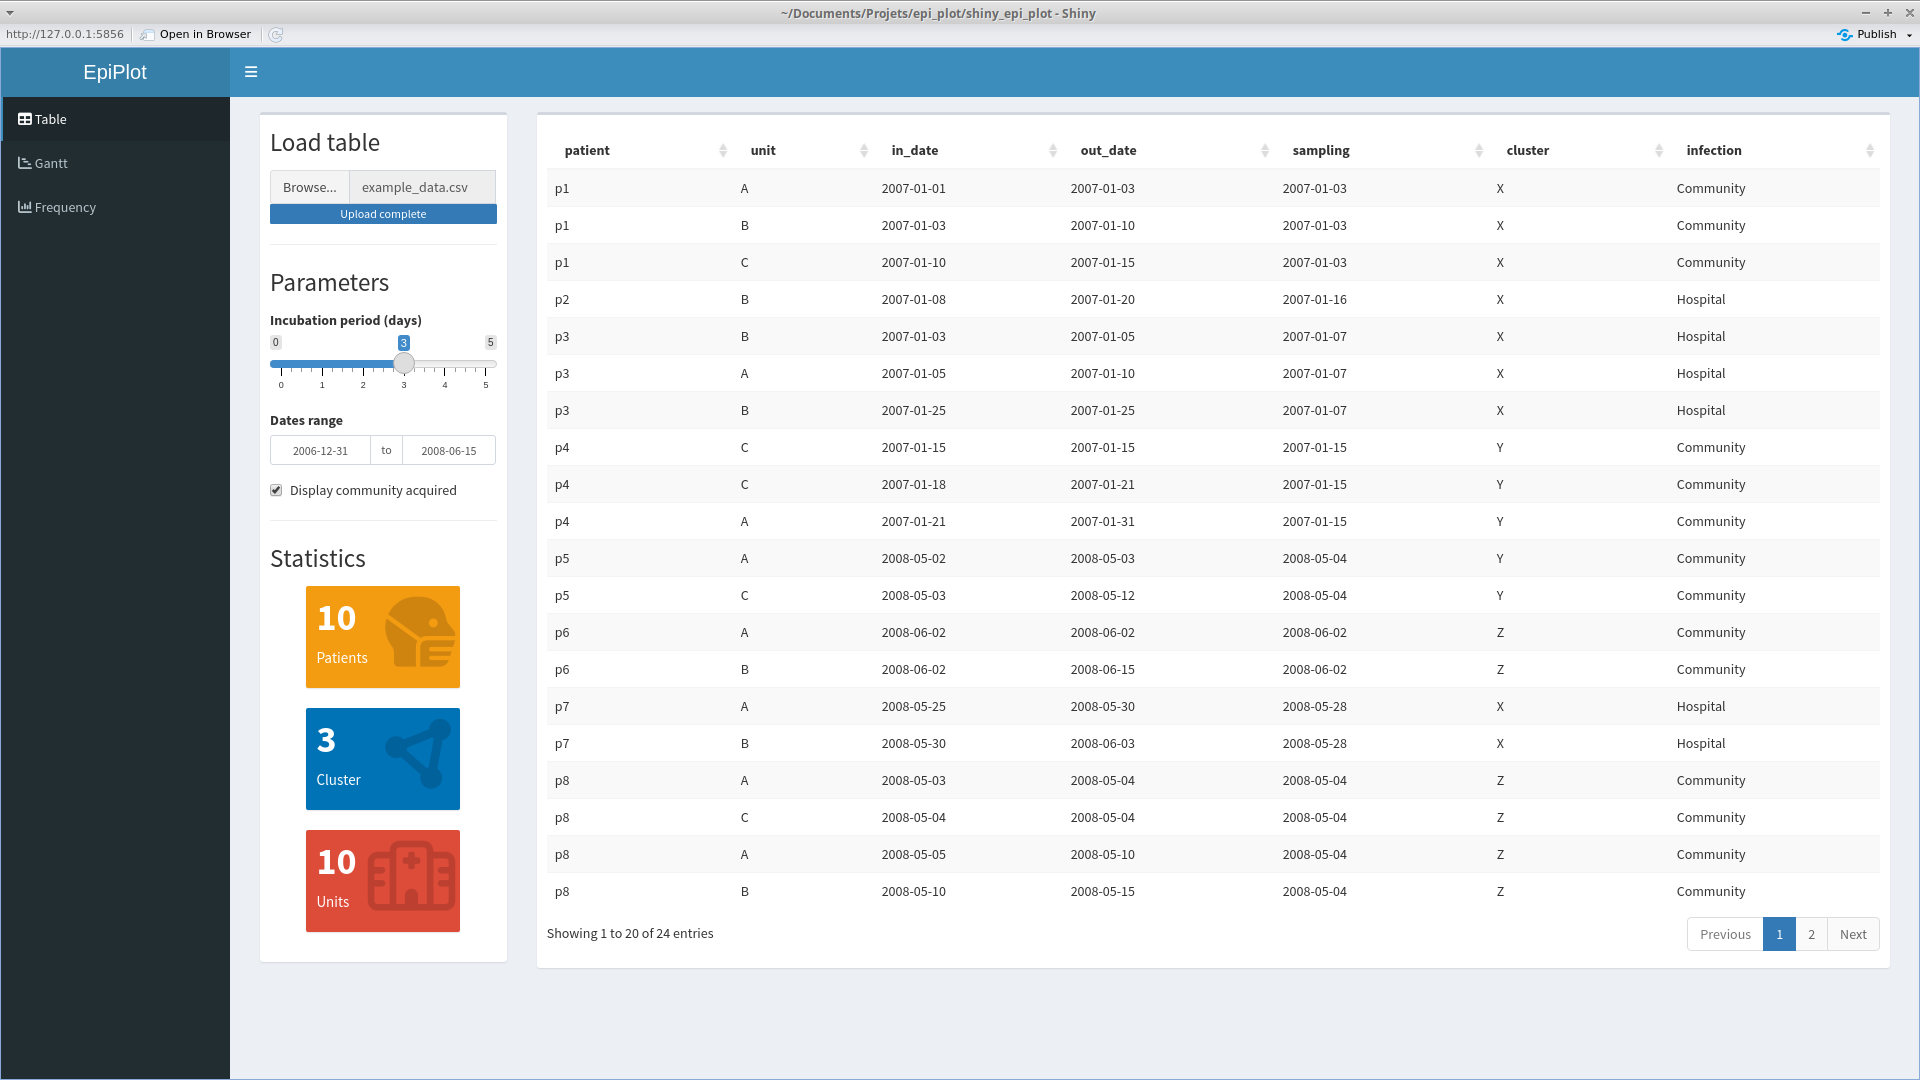 ~/Documents/Projets/epi_plot/shiny_epi_plot - Shiny
http://127.0.0.1:5856 Open in Browser Publish
EpiPlot
Table
Gantt
Frequency
Load table
Browse... example_data.csv
Upload complete
Parameters
Incubation period (days)
0 3 5
0 1 2 3 4 5
Dates range
2006-12-31 to 2008-06-15
Display community acquired
Statistics
10
Patients
3
Cluster
10
Units
patient unit in_date out_date sampling cluster infection
p1 A 2007-01-01 2007-01-03 2007-01-03 X Community
p1 B 2007-01-03 2007-01-10 2007-01-03 X Community
p1 C 2007-01-10 2007-01-15 2007-01-03 X Community
p2 B 2007-01-08 2007-01-20 2007-01-16 X Hospital
p3 B 2007-01-03 2007-01-05 2007-01-07 X Hospital
p3 A 2007-01-05 2007-01-10 2007-01-07 X Hospital
p3 B 2007-01-25 2007-01-25 2007-01-07 X Hospital
p4 C 2007-01-15 2007-01-15 2007-01-15 Y Community
p4 C 2007-01-18 2007-01-21 2007-01-15 Y Community
p4 A 2007-01-21 2007-01-31 2007-01-15 Y Community
p5 A 2008-05-02 2008-05-03 2008-05-04 Y Community
p5 C 2008-05-03 2008-05-12 2008-05-04 Y Community
p6 A 2008-06-02 2008-06-02 2008-06-02 Z Community
p6 B 2008-06-02 2008-06-15 2008-06-02 Z Community
p7 A 2008-05-25 2008-05-30 2008-05-28 X Hospital
p7 B 2008-05-30 2008-06-03 2008-05-28 X Hospital
p8 A 2008-05-03 2008-05-04 2008-05-04 Z Community
p8 C 2008-05-04 2008-05-04 2008-05-04 Z Community
p8 A 2008-05-05 2008-05-10 2008-05-04 Z Community
p8 B 2008-05-10 2008-05-15 2008-05-04 Z Community
Showing 1 to 20 of 24 entries
Previous 1 2 Next